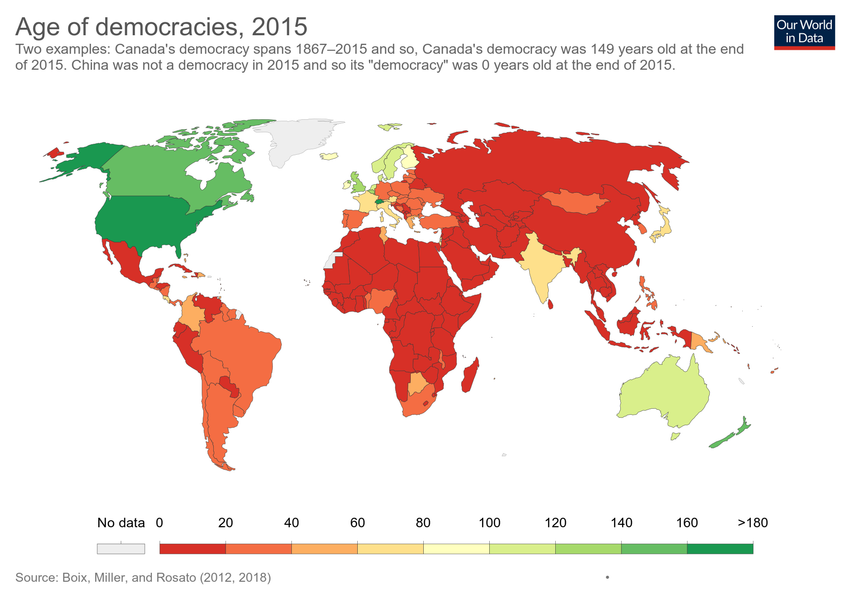 Age of democracies, 2015
Our World
in Data
Two examples: Canada's democracy spans 1867–2015 and so, Canada's democracy was 149 years old at the end
of 2015. China was not a democracy in 2015 and so its "democracy" was 0 years old at the end of 2015.
No data 0 20 40 60 80 100 120 140 160 >180
Source: Boix, Miller, and Rosato (2012, 2018)